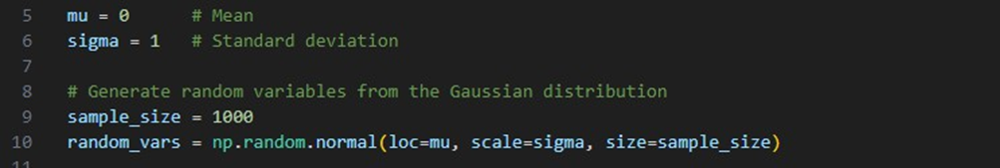 5 mu = 0 # Mean
6 sigma = 1 # Standard deviation
7
8 # Generate random variables from the Gaussian distribution
9 sample_size = 1000
10 random_vars = np.random.normal(loc=mu, scale=sigma, size=sample_size)
11